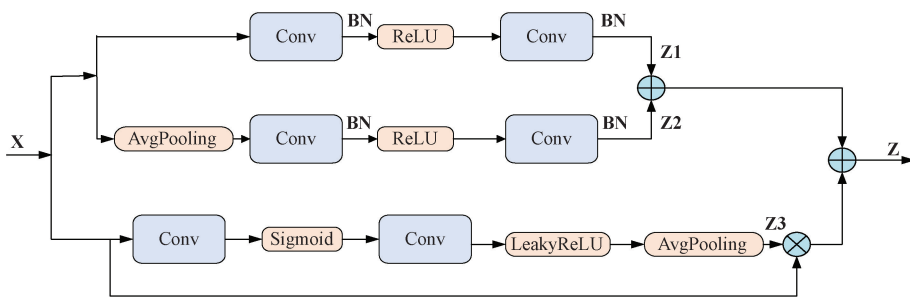 Conv BN ReLU Conv BN
Z1
X AvgPooling Conv BN ReLU Conv BN Z2
Z
Conv Sigmoid Conv LeakyReLU AvgPooling Z3